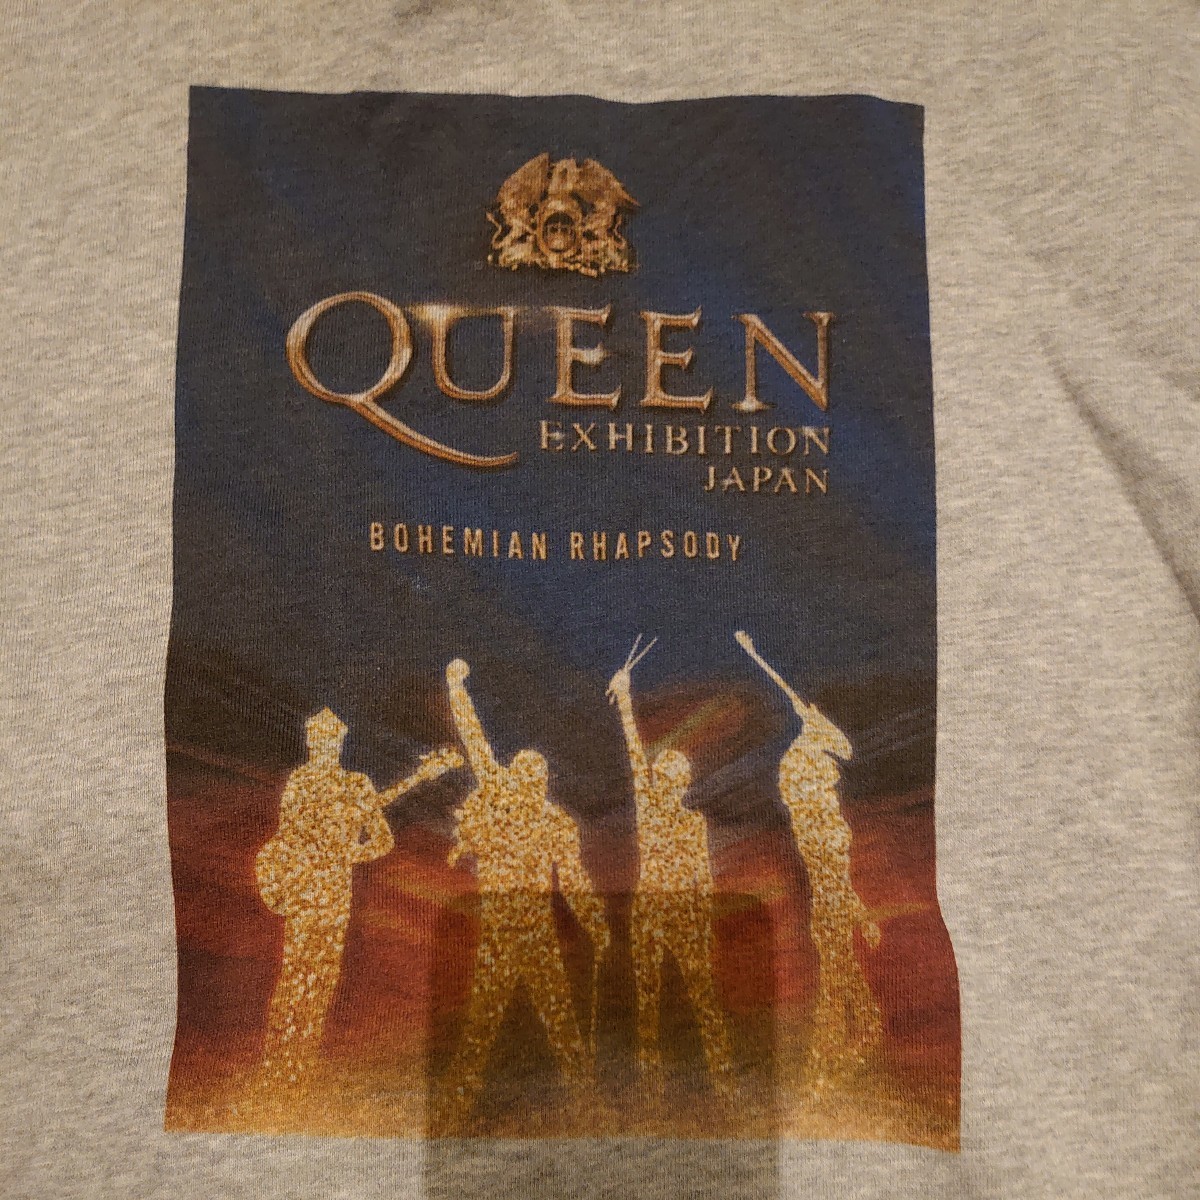 QUEEN
EXHIBITION
JAPAN
BOHEMIAN RHAPSODY